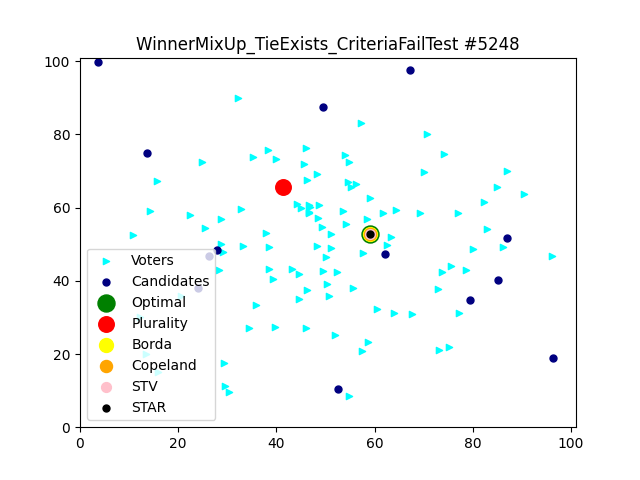 WinnerMixUp_TieExists_CriteriaFailTest #5248
100
80
60
40
20
0
Voters
Candidates
Optimal
Plurality
Borda
Copeland
STV
STAR
0 20 40 60 80 100